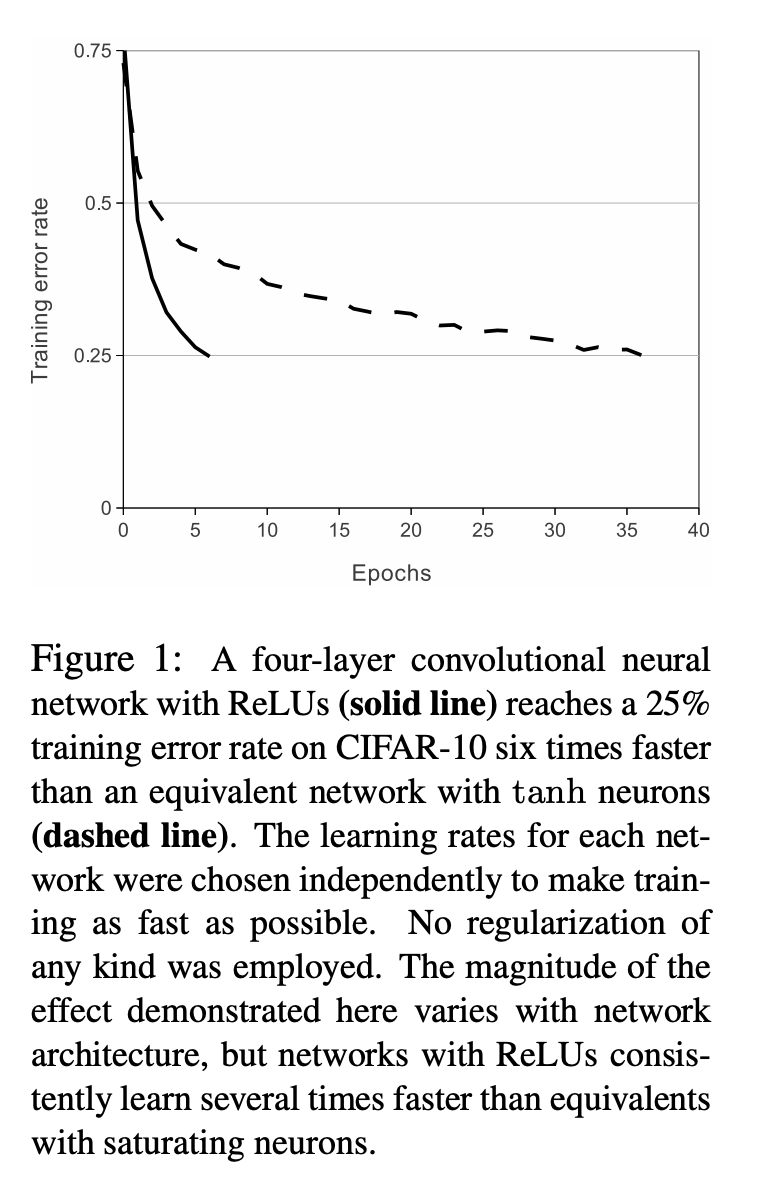 0.75
0.5
0.25
0
Training error rate
0 5 10 15 20 25 30 35 40
Epochs
Figure 1: A four-layer convolutional neural
network with ReLUs (solid line) reaches a 25%
training error rate on CIFAR-10 six times faster
than an equivalent network with tanh neurons
(dashed line). The learning rates for each net-
work were chosen independently to make train-
ing as fast as possible. No regularization of
any kind was employed. The magnitude of the
effect demonstrated here varies with network
architecture, but networks with ReLUs consis-
tently learn several times faster than equivalents
with saturating neurons.